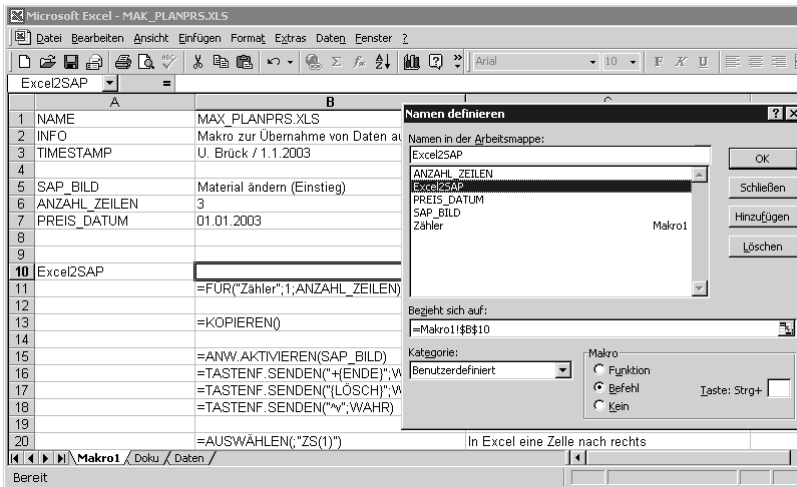 Microsoft Excel - MAK_PLANPRS.XLS
Datei Bearbeiten Ansicht Einfügen Format Extras Daten Fenster ?
Arial 10 F K U
Excel2SAP =
A B C
1 NAME MAX_PLANPRS.XLS
2 INFO Makro zur Übernahme von Daten au
3 TIMESTAMP U. Brück / 1.1.2003
4
5 SAP_BILD Material ändern (Einstieg)
6 ANZAHL_ZEILEN 3
7 PREIS_DATUM 01.01.2003
8
9
10 Excel2SAP
11 =FÜR("Zähler";1;ANZAHL_ZEILEN)
12
13 =KOPIEREN()
14
15 =ANW.AKTIVIEREN(SAP_BILD)
16 =TASTENF.SENDEN("+{ENDE}";W
17 =TASTENF.SENDEN("{LÖSCH}";W
18 =TASTENF.SENDEN("^v";WAHR)
19
20 =AUSWÄHLEN(;"ZS(1)") In Excel eine Zelle nach rechts
Namen definieren
Namen in der Arbeitsmappe:
Excel2SAP
ANZAHL_ZEILEN
Excel2SAP
PREIS_DATUM
SAP_BILD
Zähler Makro1
OK
Schließen
Hinzufügen
Löschen
Bezieht sich auf:
=Makro1!$B$10
Kategorie:
Benutzerdefiniert
Makro
Funktion
Befehl
Kein
Taste: Strg+
Makro1 / Doku / Daten /
Bereit